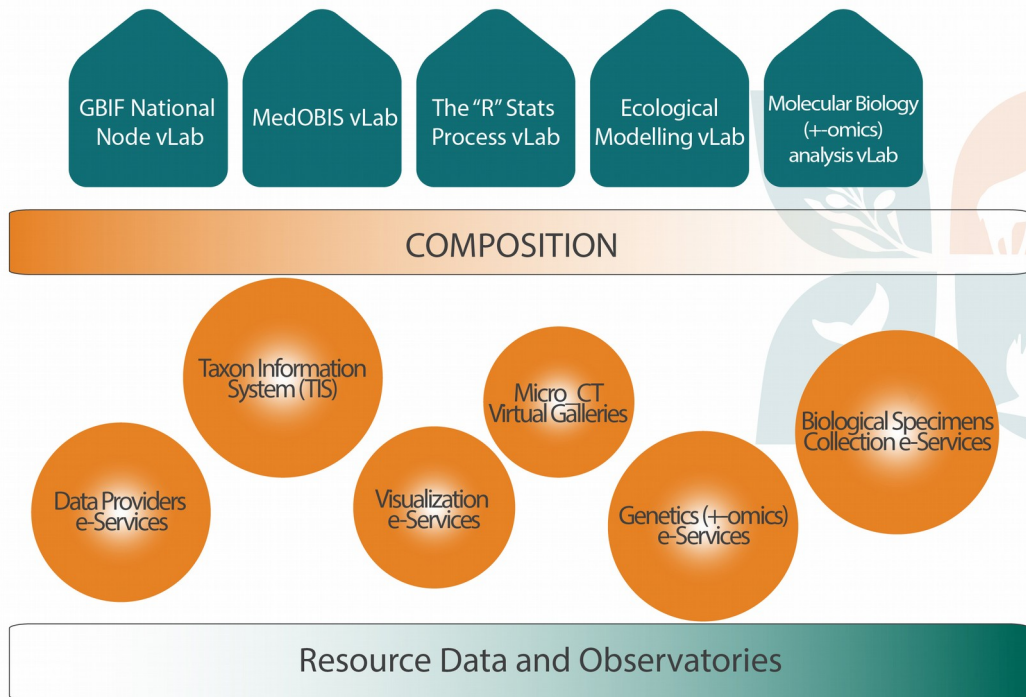 GBIF National
Node vLab
MedOBIS vLab
The “R” Stats
Process vLab
Ecological
Modelling vLab
Molecular Biology
(+-omics)
analysis vLab
COMPOSITION
Taxon Information
System (TIS)
Micro_CT
Virtual Galleries
Biological Specimens
Collection e-Services
Data Providers
e-Services
Visualization
e-Services
Genetics (+-omics)
e-Services
Resource Data and Observatories